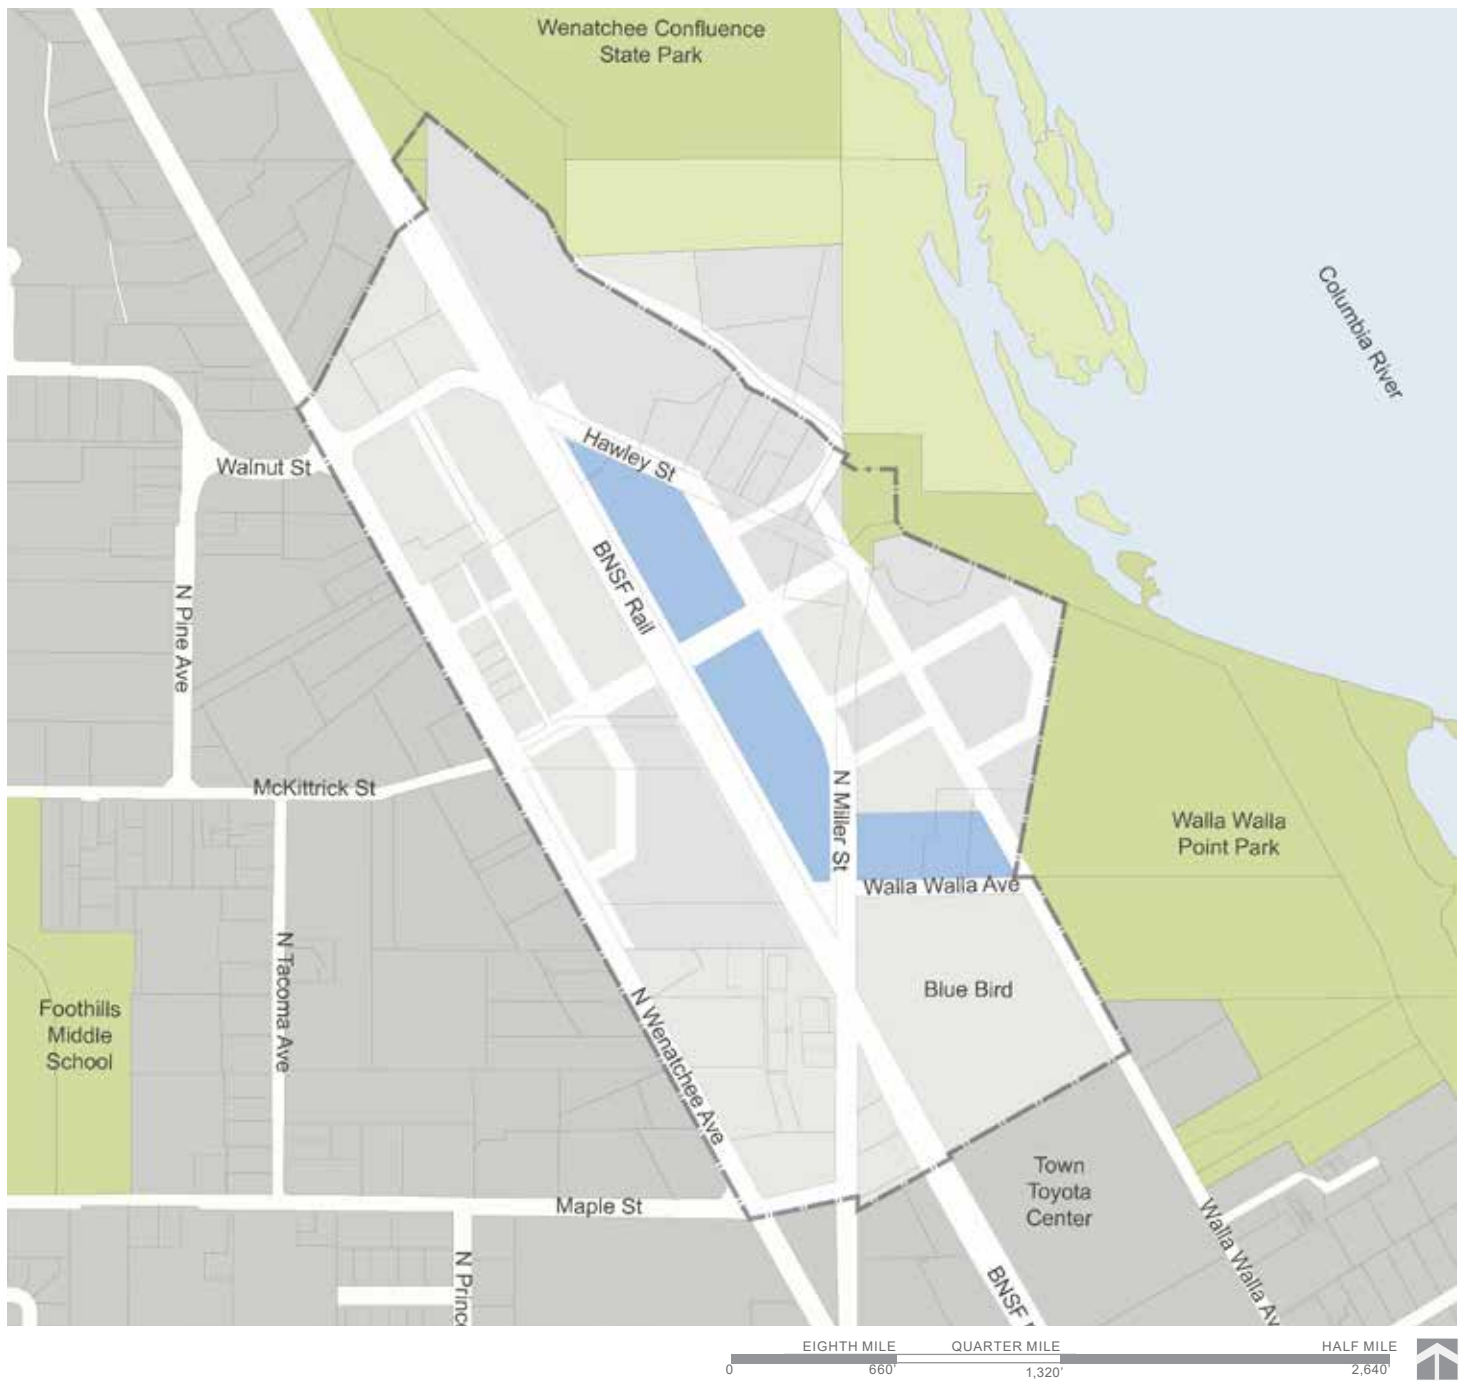 Wenatchee Confluence
State Park
Columbia River
Hawley St
Walnut St
BNSF Rail
N Pine Ave
McKittrick St
N Miller St
Walla Walla
Point Park
Walla Walla Ave
N Tacoma Ave
Blue Bird
Foothills
Middle
School
N Wenatchee Ave
Town
Toyota
Center
Maple St
Walla Walla Av
N Princ
BNSF
EIGHTH MILE
QUARTER MILE
HALF MILE
0
660'
1,320'
2,640'